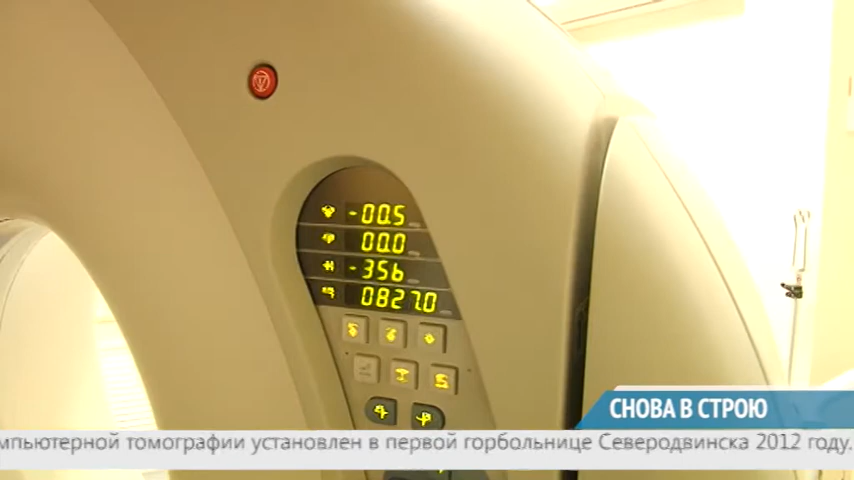 -00.5
00.0
-356
0827.0
СНОВА В СТРОЮ
мпьютерной томографии установлен в первой горбольнице Северодвинска 2012 году.